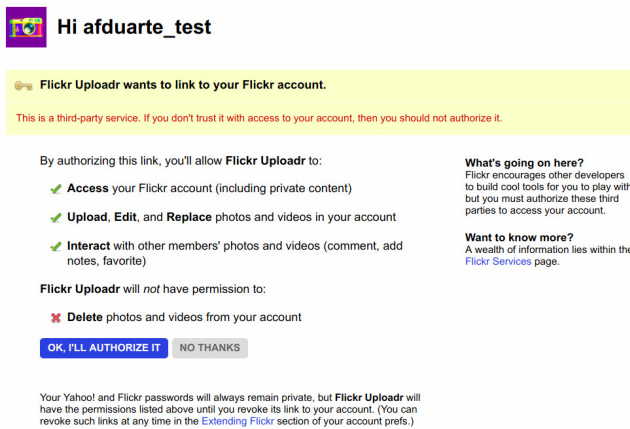 Hi afduarte_test
Flickr Uploadr wants to link to your Flickr account.
This is a third-party service. If you don't trust it with access to your account, then you should not authorize it.
By authorizing this link, you'll allow Flickr Uploadr to:
Access your Flickr account (including private content)
Upload, Edit, and Replace photos and videos in your account
Interact with other members' photos and videos (comment, add
notes, favorite)
Flickr Uploadr will not have permission to:
Delete photos and videos from your account
OK, I'LL AUTHORIZE IT
NO THANKS
Your Yahoo! and Flickr passwords will always remain private, but Flickr Uploadr will
have the permissions listed above until you revoke its link to your account. (You can
revoke such links at any time in the Extending Flickr section of your account prefs.)
What's going on here?
Flickr encourages other developers
to build cool tools for you to play with
but you must authorize these third
parties to access your account.
Want to know more?
A wealth of information lies within the
Flickr Services page.